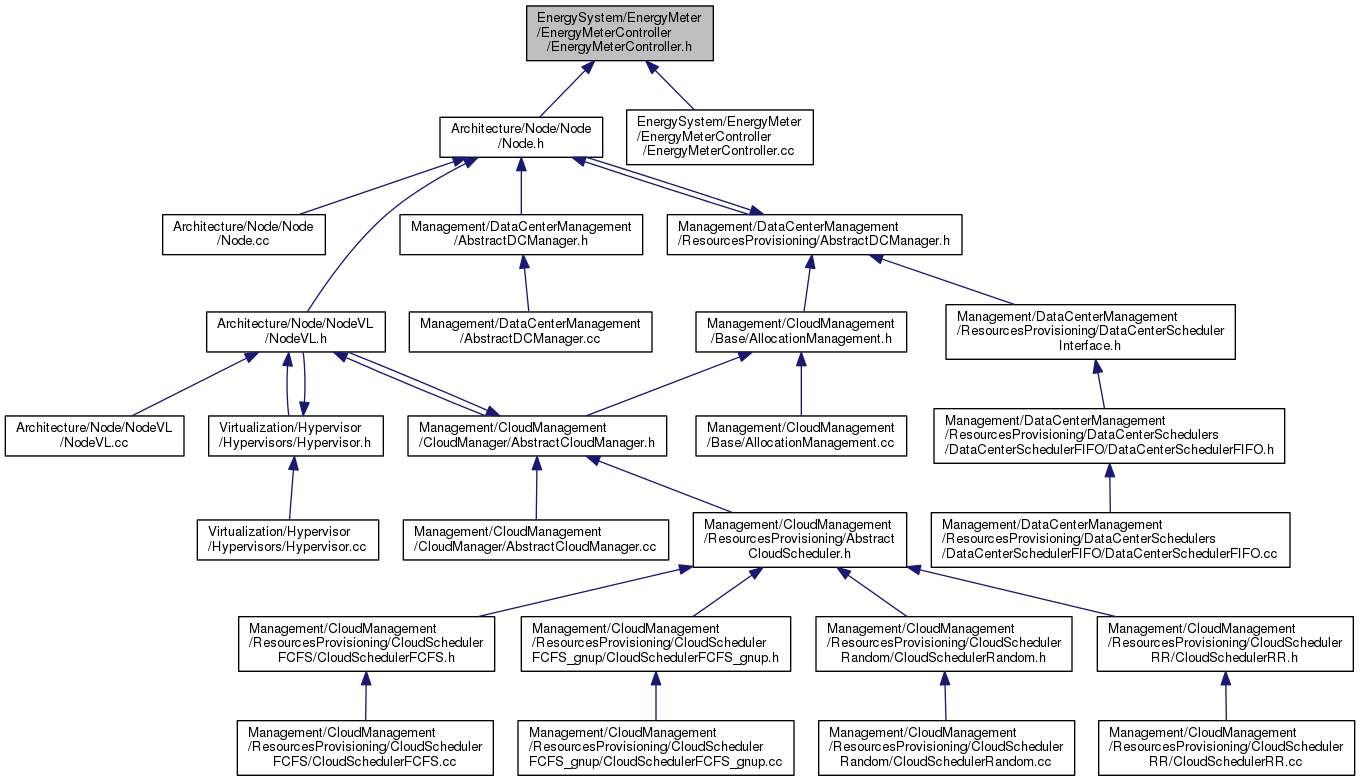 EnergySystem/EnergyMeter
/EnergyMeterController
/EnergyMeterController.h
Architecture/Node/Node
/Node.h
EnergySystem/EnergyMeter
/EnergyMeterController
/EnergyMeterController.cc
Architecture/Node/Node
/Node.cc
Management/DataCenterManagement
/AbstractDCManager.h
Management/DataCenterManagement
/ResourcesProvisioning/AbstractDCManager.h
Architecture/Node/NodeVL
/NodeVL.h
Management/DataCenterManagement
/AbstractDCManager.cc
Management/CloudManagement
/Base/AllocationManagement.h
Management/DataCenterManagement
/ResourcesProvisioning/DataCenterScheduler
Interface.h
Architecture/Node/NodeVL
/NodeVL.cc
Virtualization/Hypervisor
/Hypervisors/Hypervisor.h
Management/CloudManagement
/CloudManager/AbstractCloudManager.h
Management/CloudManagement
/Base/AllocationManagement.cc
Management/DataCenterManagement
/ResourcesProvisioning/DataCenterSchedulers
/DataCenterSchedulerFIFO/DataCenterSchedulerFIFO.h
Virtualization/Hypervisor
/Hypervisors/Hypervisor.cc
Management/CloudManagement
/CloudManager/AbstractCloudManager.cc
Management/CloudManagement
/ResourcesProvisioning/Abstract
CloudScheduler.h
Management/DataCenterManagement
/ResourcesProvisioning/DataCenterSchedulers
/DataCenterSchedulerFIFO/DataCenterSchedulerFIFO.cc
Management/CloudManagement
/ResourcesProvisioning/CloudScheduler
FCFS/CloudSchedulerFCFS.h
Management/CloudManagement
/ResourcesProvisioning/CloudScheduler
FCFS_gnup/CloudSchedulerFCFS_gnup.h
Management/CloudManagement
/ResourcesProvisioning/CloudScheduler
Random/CloudSchedulerRandom.h
Management/CloudManagement
/ResourcesProvisioning/CloudScheduler
RR/CloudSchedulerRR.h
Management/CloudManagement
/ResourcesProvisioning/CloudScheduler
FCFS/CloudSchedulerFCFS.cc
Management/CloudManagement
/ResourcesProvisioning/CloudScheduler
FCFS_gnup/CloudSchedulerFCFS_gnup.cc
Management/CloudManagement
/ResourcesProvisioning/CloudScheduler
Random/CloudSchedulerRandom.cc
Management/CloudManagement
/ResourcesProvisioning/CloudScheduler
RR/CloudSchedulerRR.cc